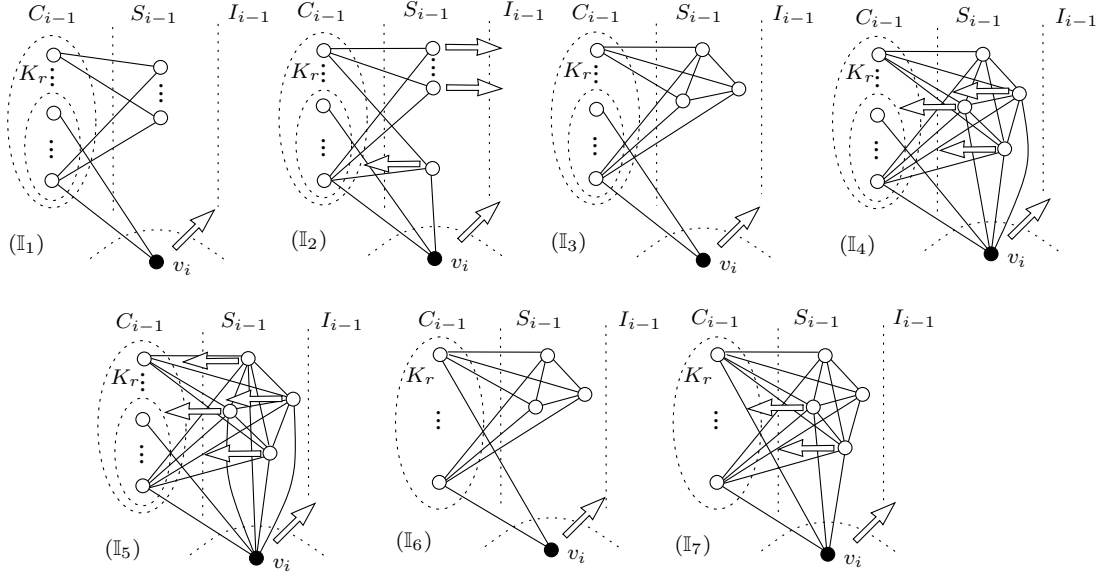 C_{i-1} S_{i-1} I_{i-1} C_{i-1} S_{i-1} I_{i-1} C_{i-1} S_{i-1} I_{i-1} C_{i-1} S_{i-1} I_{i-1}
K_r K_r K_r K_r
(𝕀_1) v_i (𝕀_2) v_i (𝕀_3) v_i (𝕀_4) v_i
C_{i-1} S_{i-1} I_{i-1} C_{i-1} S_{i-1} I_{i-1} C_{i-1} S_{i-1} I_{i-1}
K_r K_r K_r
(𝕀_5) v_i (𝕀_6) v_i (𝕀_7) v_i